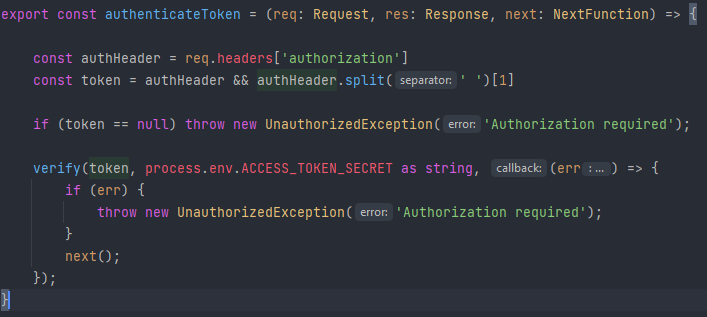 export const authenticateToken = (req: Request, res: Response, next: NextFunction) => {
const authHeader = req.headers['authorization']
const token = authHeader && authHeader.split( separator: ' ')[1]
if (token == null) throw new UnauthorizedException( error: 'Authorization required');
verify(token, process.env.ACCESS_TOKEN_SECRET as string, callback: (err : ... ) => {
if (err) {
throw new UnauthorizedException( error: 'Authorization required');
}
next();
});
}